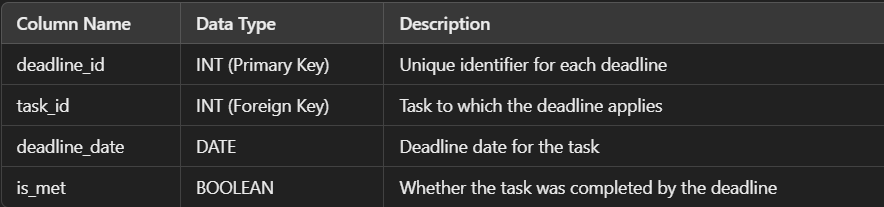 Column Name Data Type Description
deadline_id INT (Primary Key) Unique identifier for each deadline
task_id INT (Foreign Key) Task to which the deadline applies
deadline_date DATE Deadline date for the task
is_met BOOLEAN Whether the task was completed by the deadline